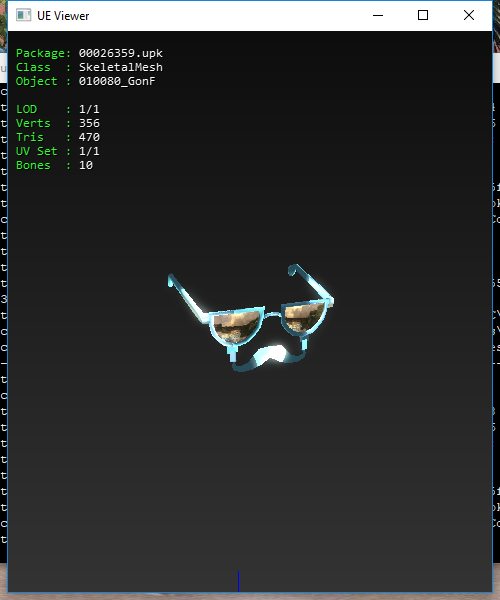 UE Viewer
Package: 00026359.upk
Class  : SkeletalMesh
Object : 010080_GonF
LOD    : 1/1
Verts  : 356
Tris   : 470
UV Set : 1/1
Bones  : 10